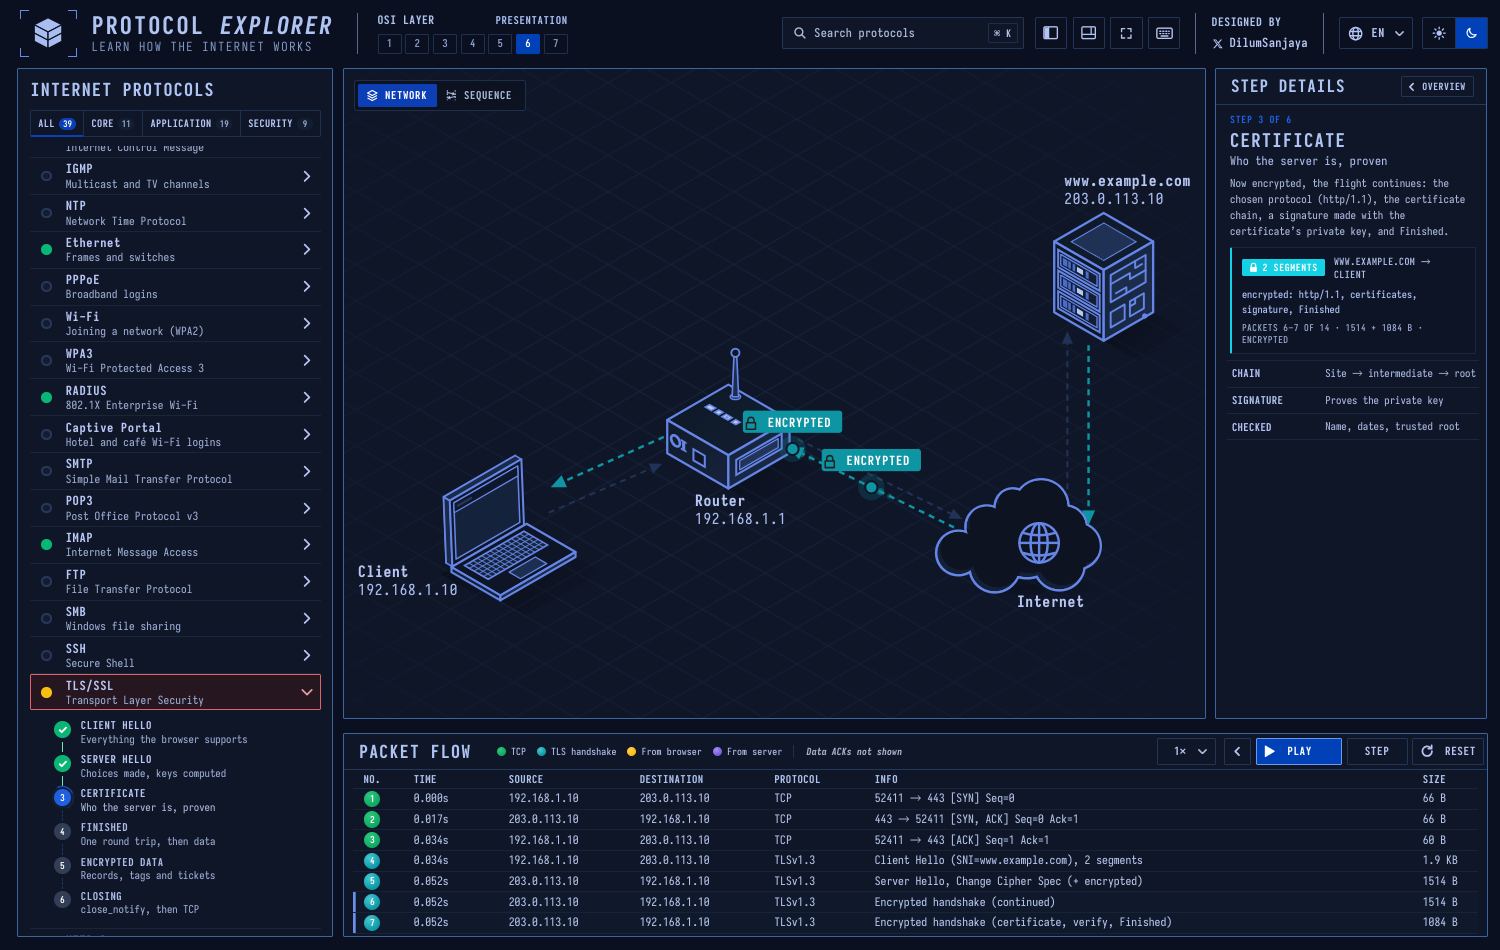 PROTOCOL EXPLORER
LEARN HOW THE INTERNET WORKS
OSI LAYER PRESENTATION
1 2 3 4 5 6 7
Search protocols ⌘ K
DESIGNED BY
X DilumSanjaya
EN
INTERNET PROTOCOLS
ALL 39 CORE 11 APPLICATION 19 SECURITY 9
Internet Control Message
IGMP
Multicast and TV channels
NTP
Network Time Protocol
Ethernet
Frames and switches
PPPoE
Broadband logins
Wi-Fi
Joining a network (WPA2)
WPA3
Wi-Fi Protected Access 3
RADIUS
802.1X Enterprise Wi-Fi
Captive Portal
Hotel and café Wi-Fi logins
SMTP
Simple Mail Transfer Protocol
POP3
Post Office Protocol v3
IMAP
Internet Message Access
FTP
File Transfer Protocol
SMB
Windows file sharing
SSH
Secure Shell
TLS/SSL
Transport Layer Security
CLIENT HELLO
Everything the browser supports
SERVER HELLO
Choices made, keys computed
3 CERTIFICATE
Who the server is, proven
4 FINISHED
One round trip, then data
5 ENCRYPTED DATA
Records, tags and tickets
6 CLOSING
close_notify, then TCP
NETWORK SEQUENCE
www.example.com
203.0.113.10
ENCRYPTED
ENCRYPTED
Router
192.168.1.1
Client
192.168.1.10
Internet
STEP DETAILS OVERVIEW
STEP 3 OF 6
CERTIFICATE
Who the server is, proven
Now encrypted, the flight continues: the
chosen protocol (http/1.1), the certificate
chain, a signature made with the
certificate’s private key, and Finished.
2 SEGMENTS WWW.EXAMPLE.COM →
CLIENT
encrypted: http/1.1, certificates,
signature, Finished
PACKETS 6–7 OF 14 · 1514 + 1084 B ·
ENCRYPTED
CHAIN Site → intermediate → root
SIGNATURE Proves the private key
CHECKED Name, dates, trusted root
PACKET FLOW TCP TLS handshake From browser From server Data ACKs not shown 1× PLAY STEP RESET
NO. TIME SOURCE DESTINATION PROTOCOL INFO SIZE
1 0.000s 192.168.1.10 203.0.113.10 TCP 52411 → 443 [SYN] Seq=0 66 B
2 0.017s 203.0.113.10 192.168.1.10 TCP 443 → 52411 [SYN, ACK] Seq=0 Ack=1 66 B
3 0.034s 192.168.1.10 203.0.113.10 TCP 52411 → 443 [ACK] Seq=1 Ack=1 60 B
4 0.034s 192.168.1.10 203.0.113.10 TLSv1.3 Client Hello (SNI=www.example.com), 2 segments 1.9 KB
5 0.052s 203.0.113.10 192.168.1.10 TLSv1.3 Server Hello, Change Cipher Spec (+ encrypted) 1514 B
6 0.052s 203.0.113.10 192.168.1.10 TLSv1.3 Encrypted handshake (continued) 1514 B
7 0.052s 203.0.113.10 192.168.1.10 TLSv1.3 Encrypted handshake (certificate, verify, Finished) 1084 B